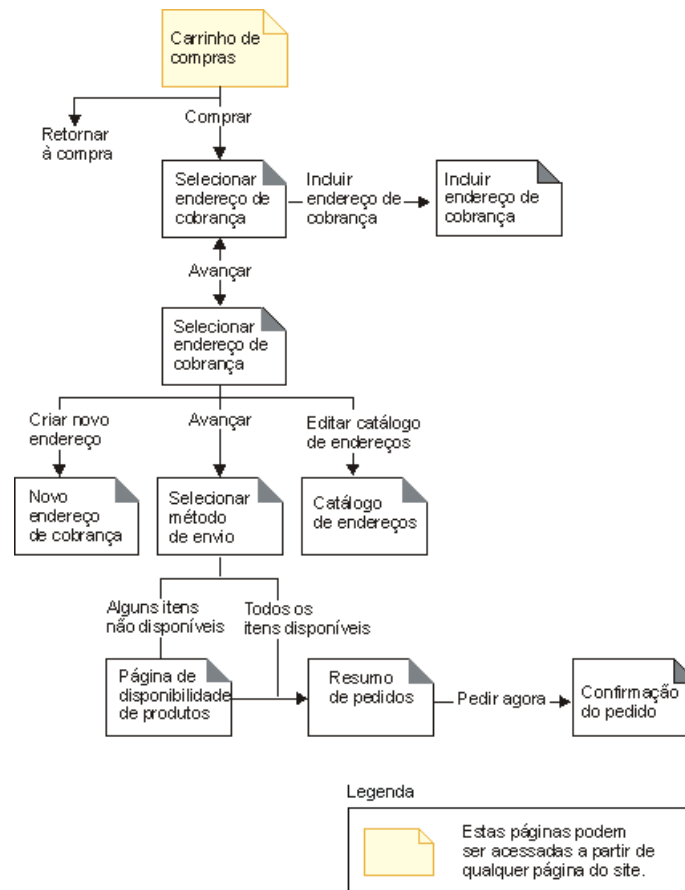 Carrinho de
compras
Retornar
à compra
Comprar
Selecionar
endereço de
cobrança
Incluir
endereço de
cobrança
Incluir
endereço de
cobrança
Avançar
Selecionar
endereço de
cobrança
Criar novo
endereço
Avançar
Editar catálogo
de endereços
Novo
endereço
de cobrança
Selecionar
método
de envio
Catálogo
de endereços
Alguns itens
não disponíveis
Todos os
itens disponíveis
Página de
disponibilidade
de produtos
Resumo
de pedidos
Pedir agora
Confirmação
do pedido
Legenda
Estas páginas podem
ser acessadas a partir de
qualquer página do site.